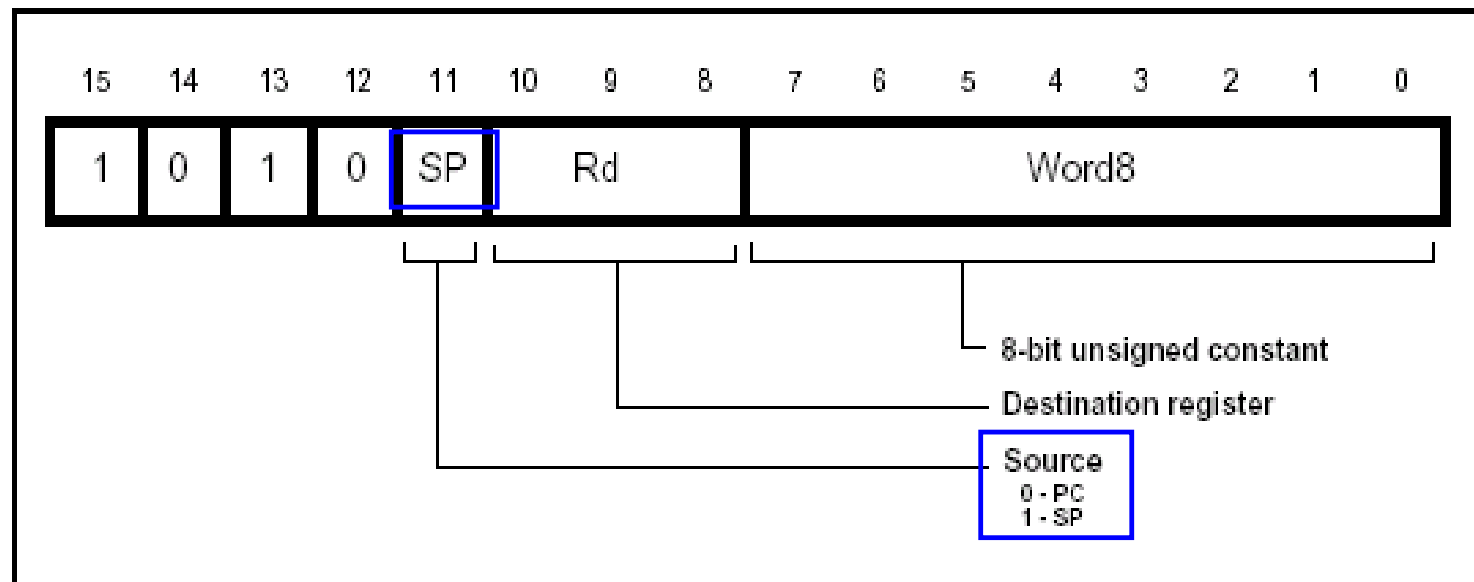 15 14 13 12 11 10 9 8 7 6 5 4 3 2 1 0
1 0 1 0 SP Rd Word8
8-bit unsigned constant
Destination register
Source
0 - PC
1 - SP